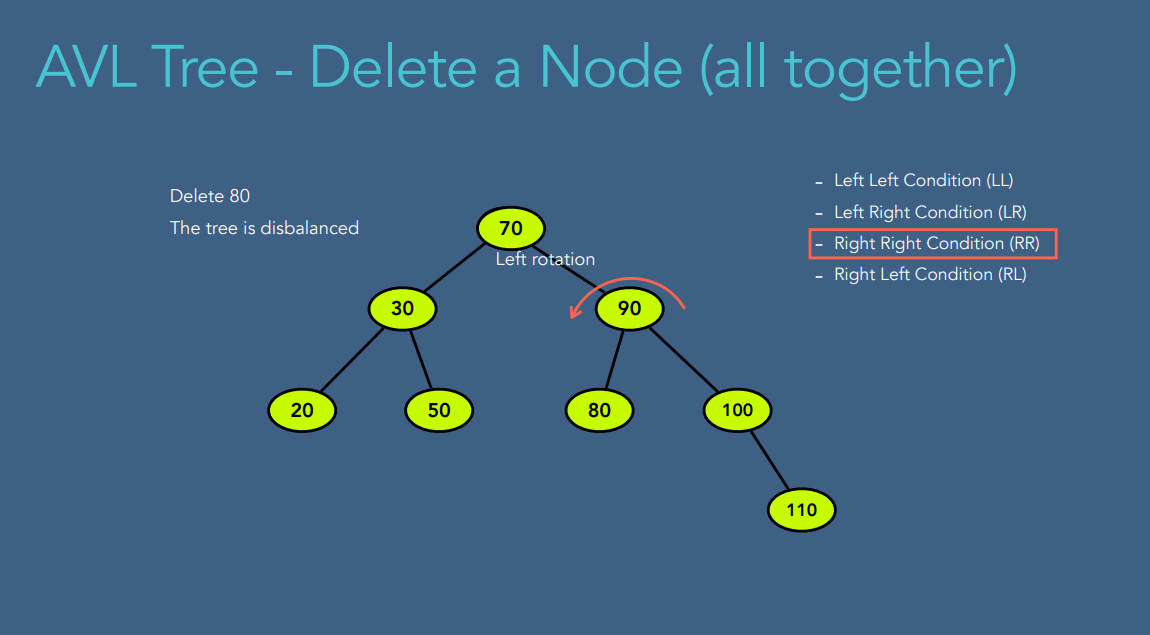 AVL Tree - Delete a Node (all together)
Delete 80
The tree is disbalanced
- Left Left Condition (LL)
- Left Right Condition (LR)
- Right Right Condition (RR)
- Right Left Condition (RL)
70
Left rotation
30
90
20
50
80
100
110